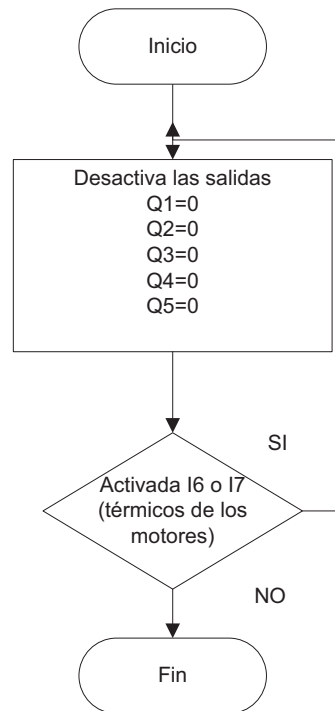 Inicio
Desactiva las salidas
Q1=0
Q2=0
Q3=0
Q4=0
Q5=0
SI
Activada I6 o I7
(térmicos de los
motores)
NO
Fin